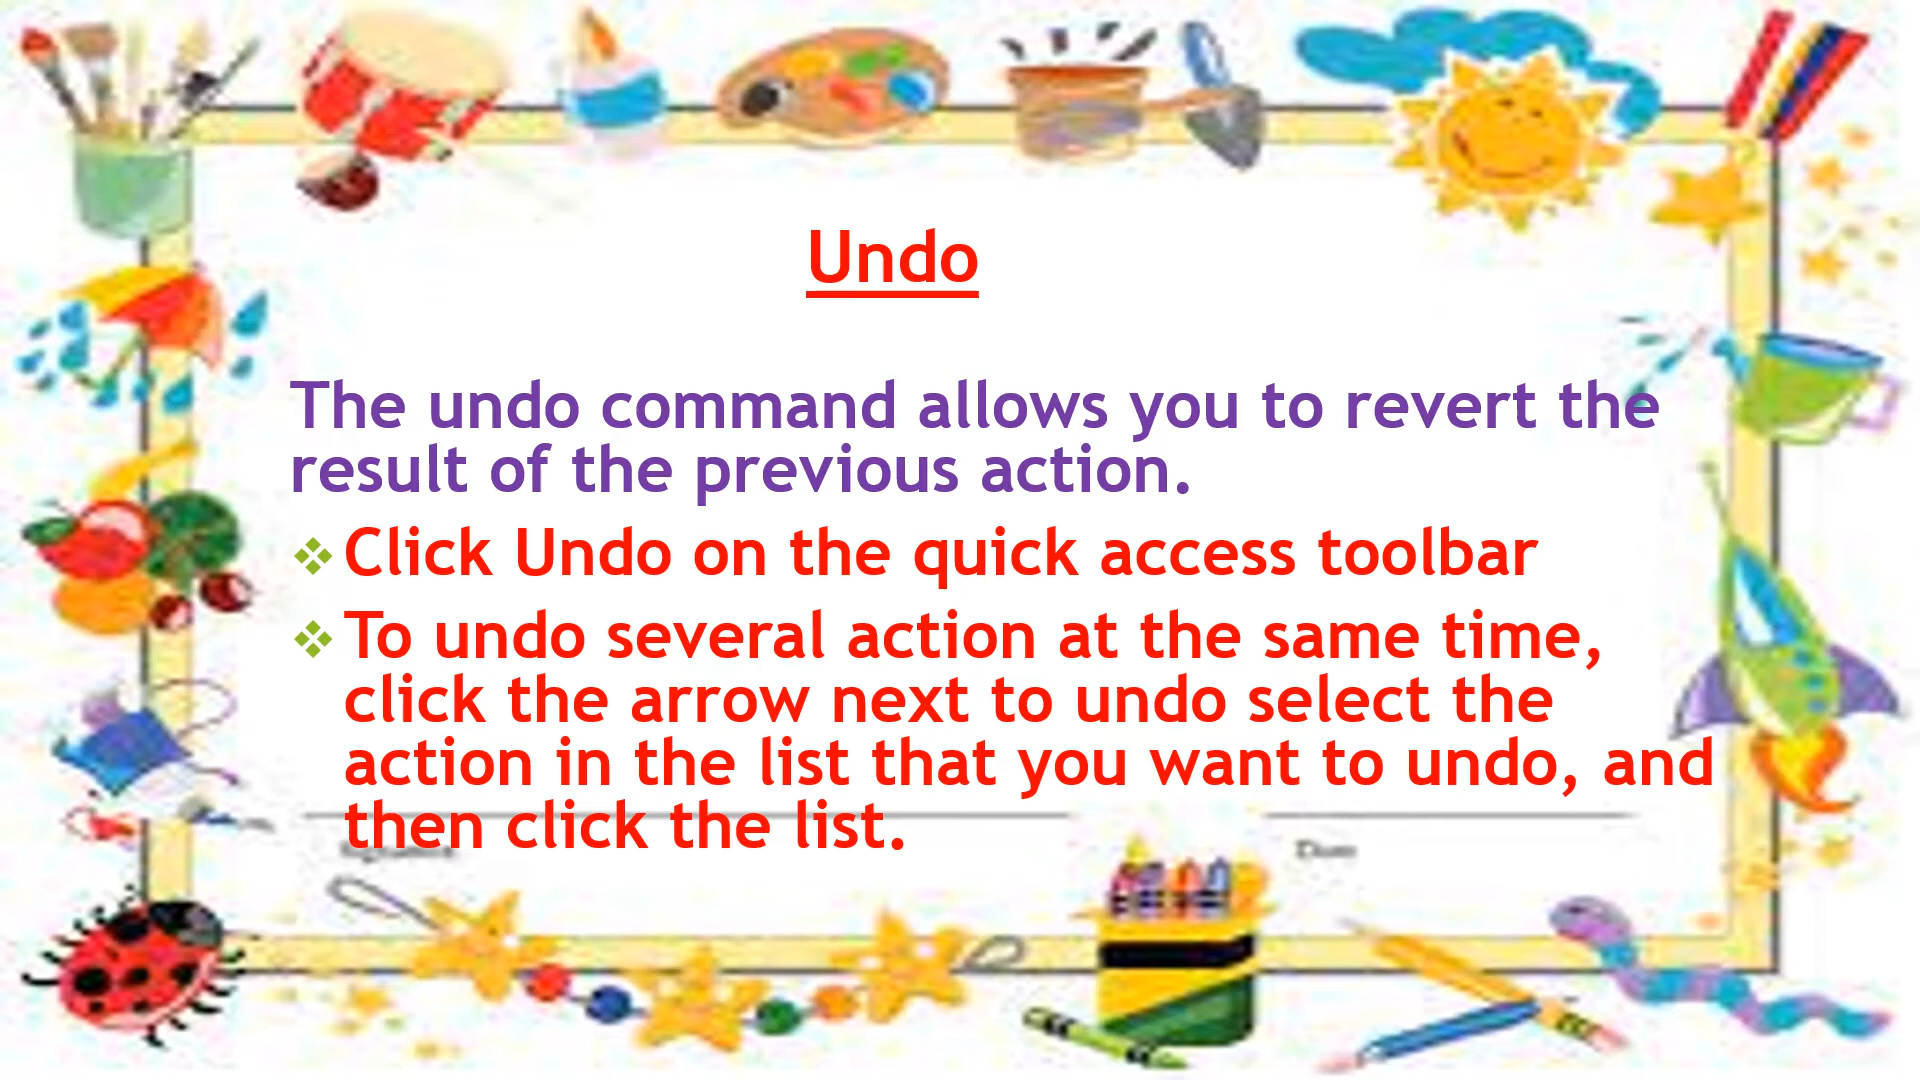 Undo
The undo command allows you to revert the
result of the previous action.
❖ Click Undo on the quick access toolbar
❖ To undo several action at the same time,
click the arrow next to undo select the
action in the list that you want to undo, and
then click the list.